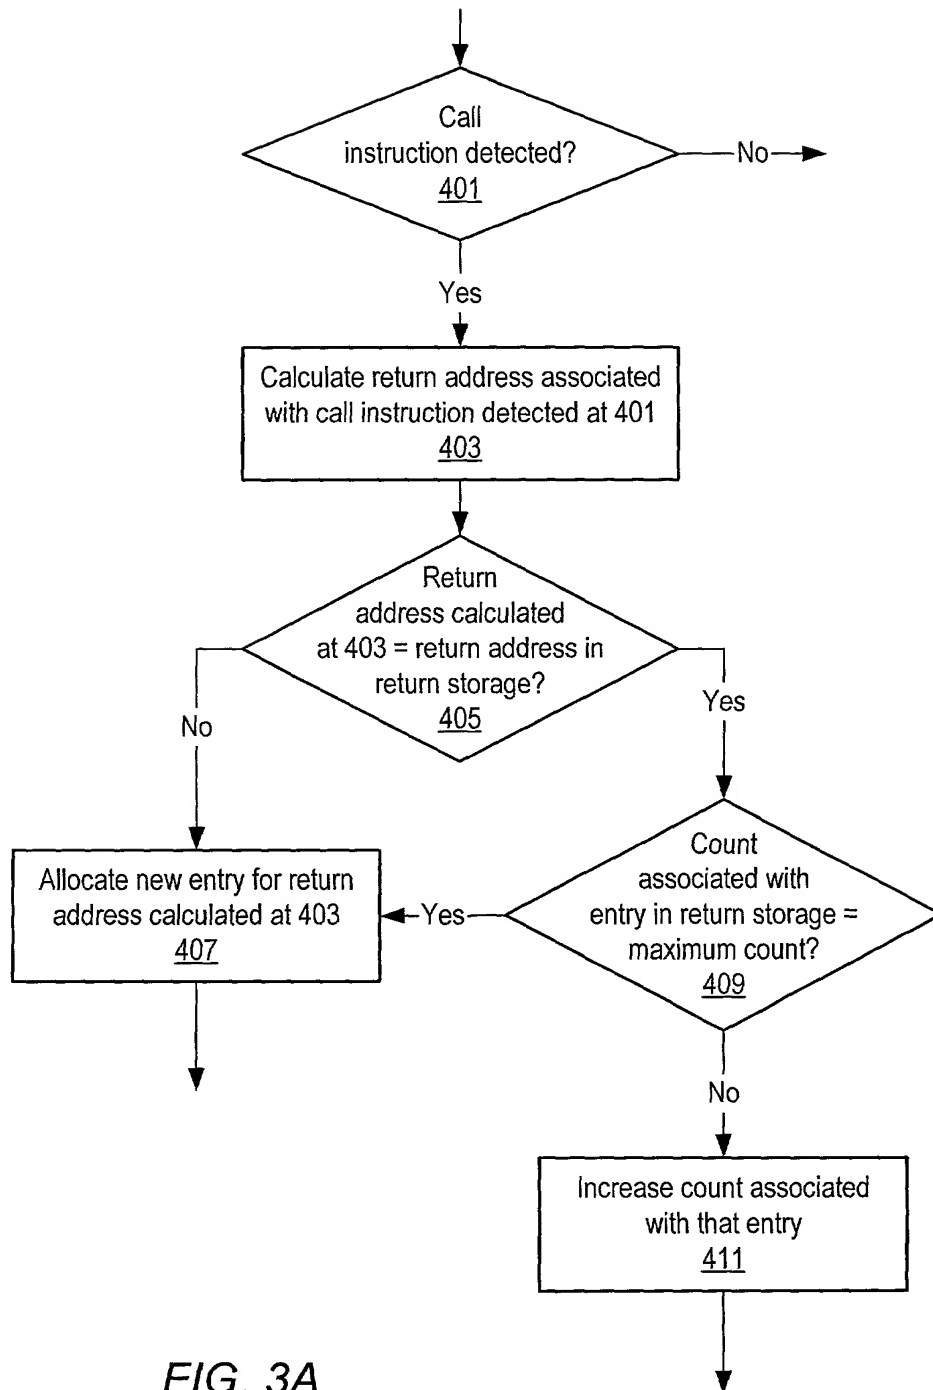 Call
instruction detected?
401
No
Yes
Calculate return address associated
with call instruction detected at 401
403
Return
address calculated
at 403 = return address in
return storage?
405
No
Yes
Allocate new entry for return
address calculated at 403
407
Yes
Count
associated with
entry in return storage =
maximum count?
409
No
Increase count associated
with that entry
411
FIG. 3A